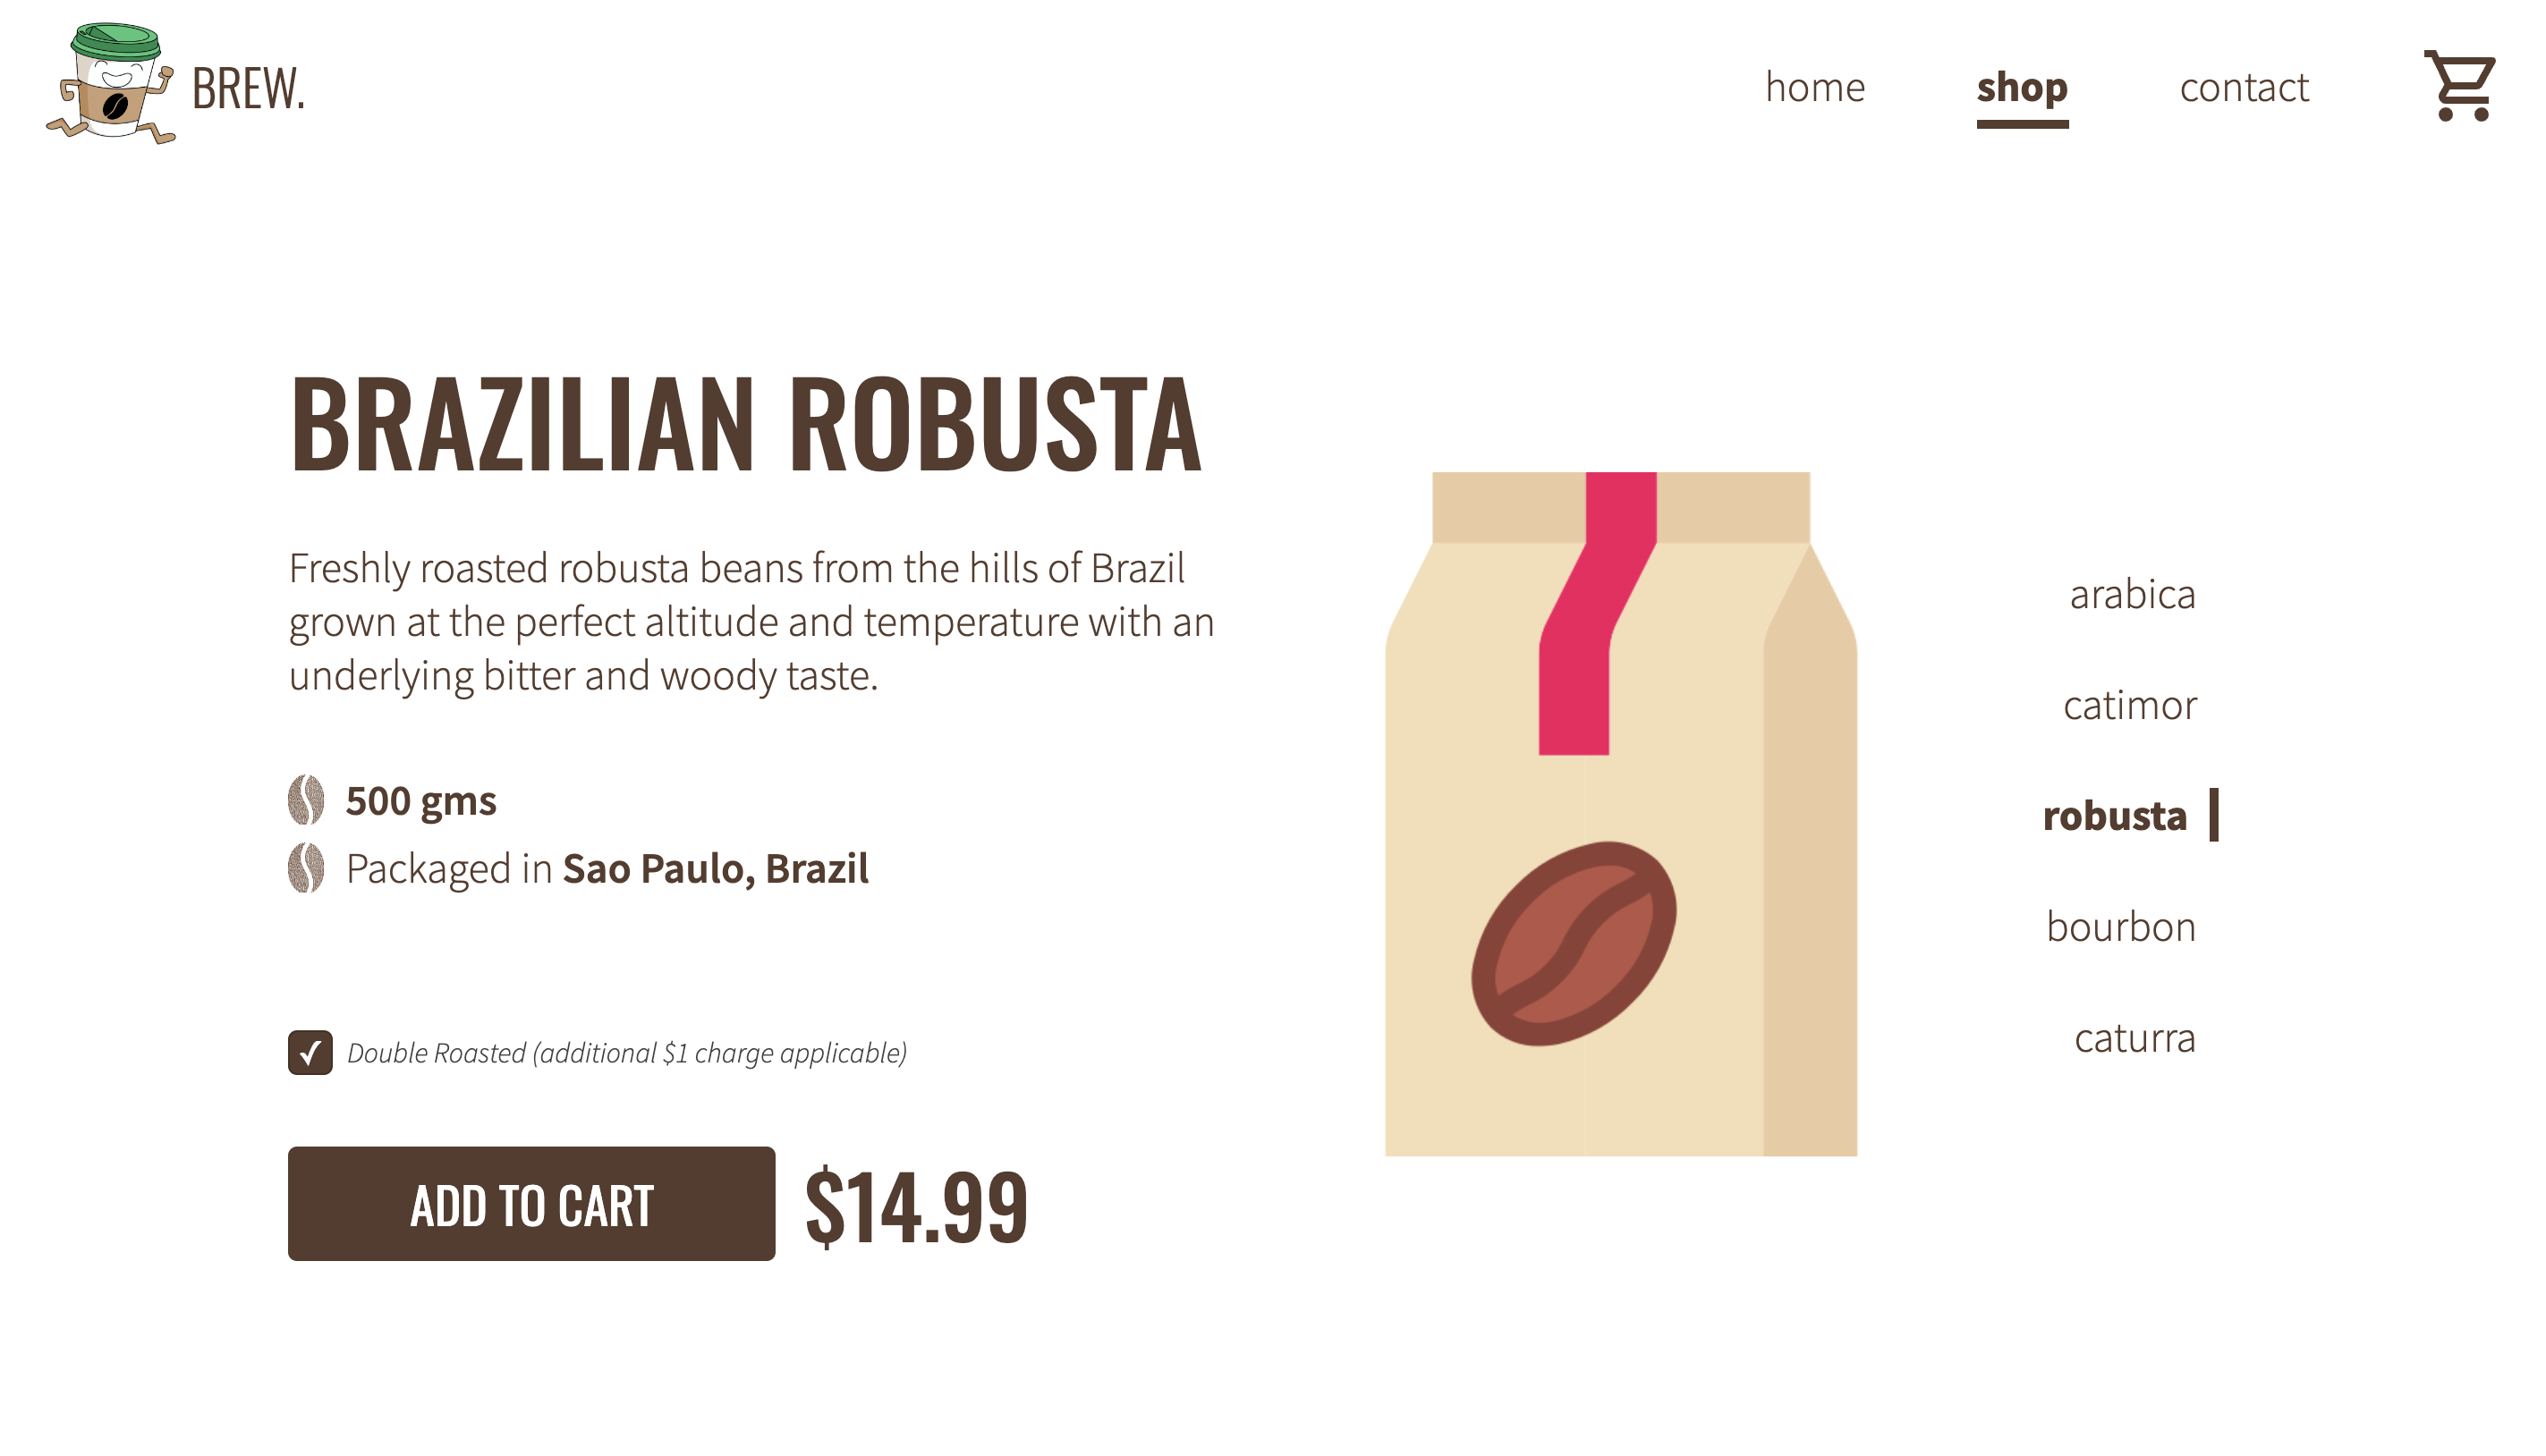 BREW.
home
shop
contact
BRAZILIAN ROBUSTA
Freshly roasted robusta beans from the hills of Brazil
grown at the perfect altitude and temperature with an
underlying bitter and woody taste.
500 gms
Packaged in Sao Paulo, Brazil
Double Roasted (additional $1 charge applicable)
ADD TO CART
$14.99
arabica
catimor
robusta
bourbon
caturra